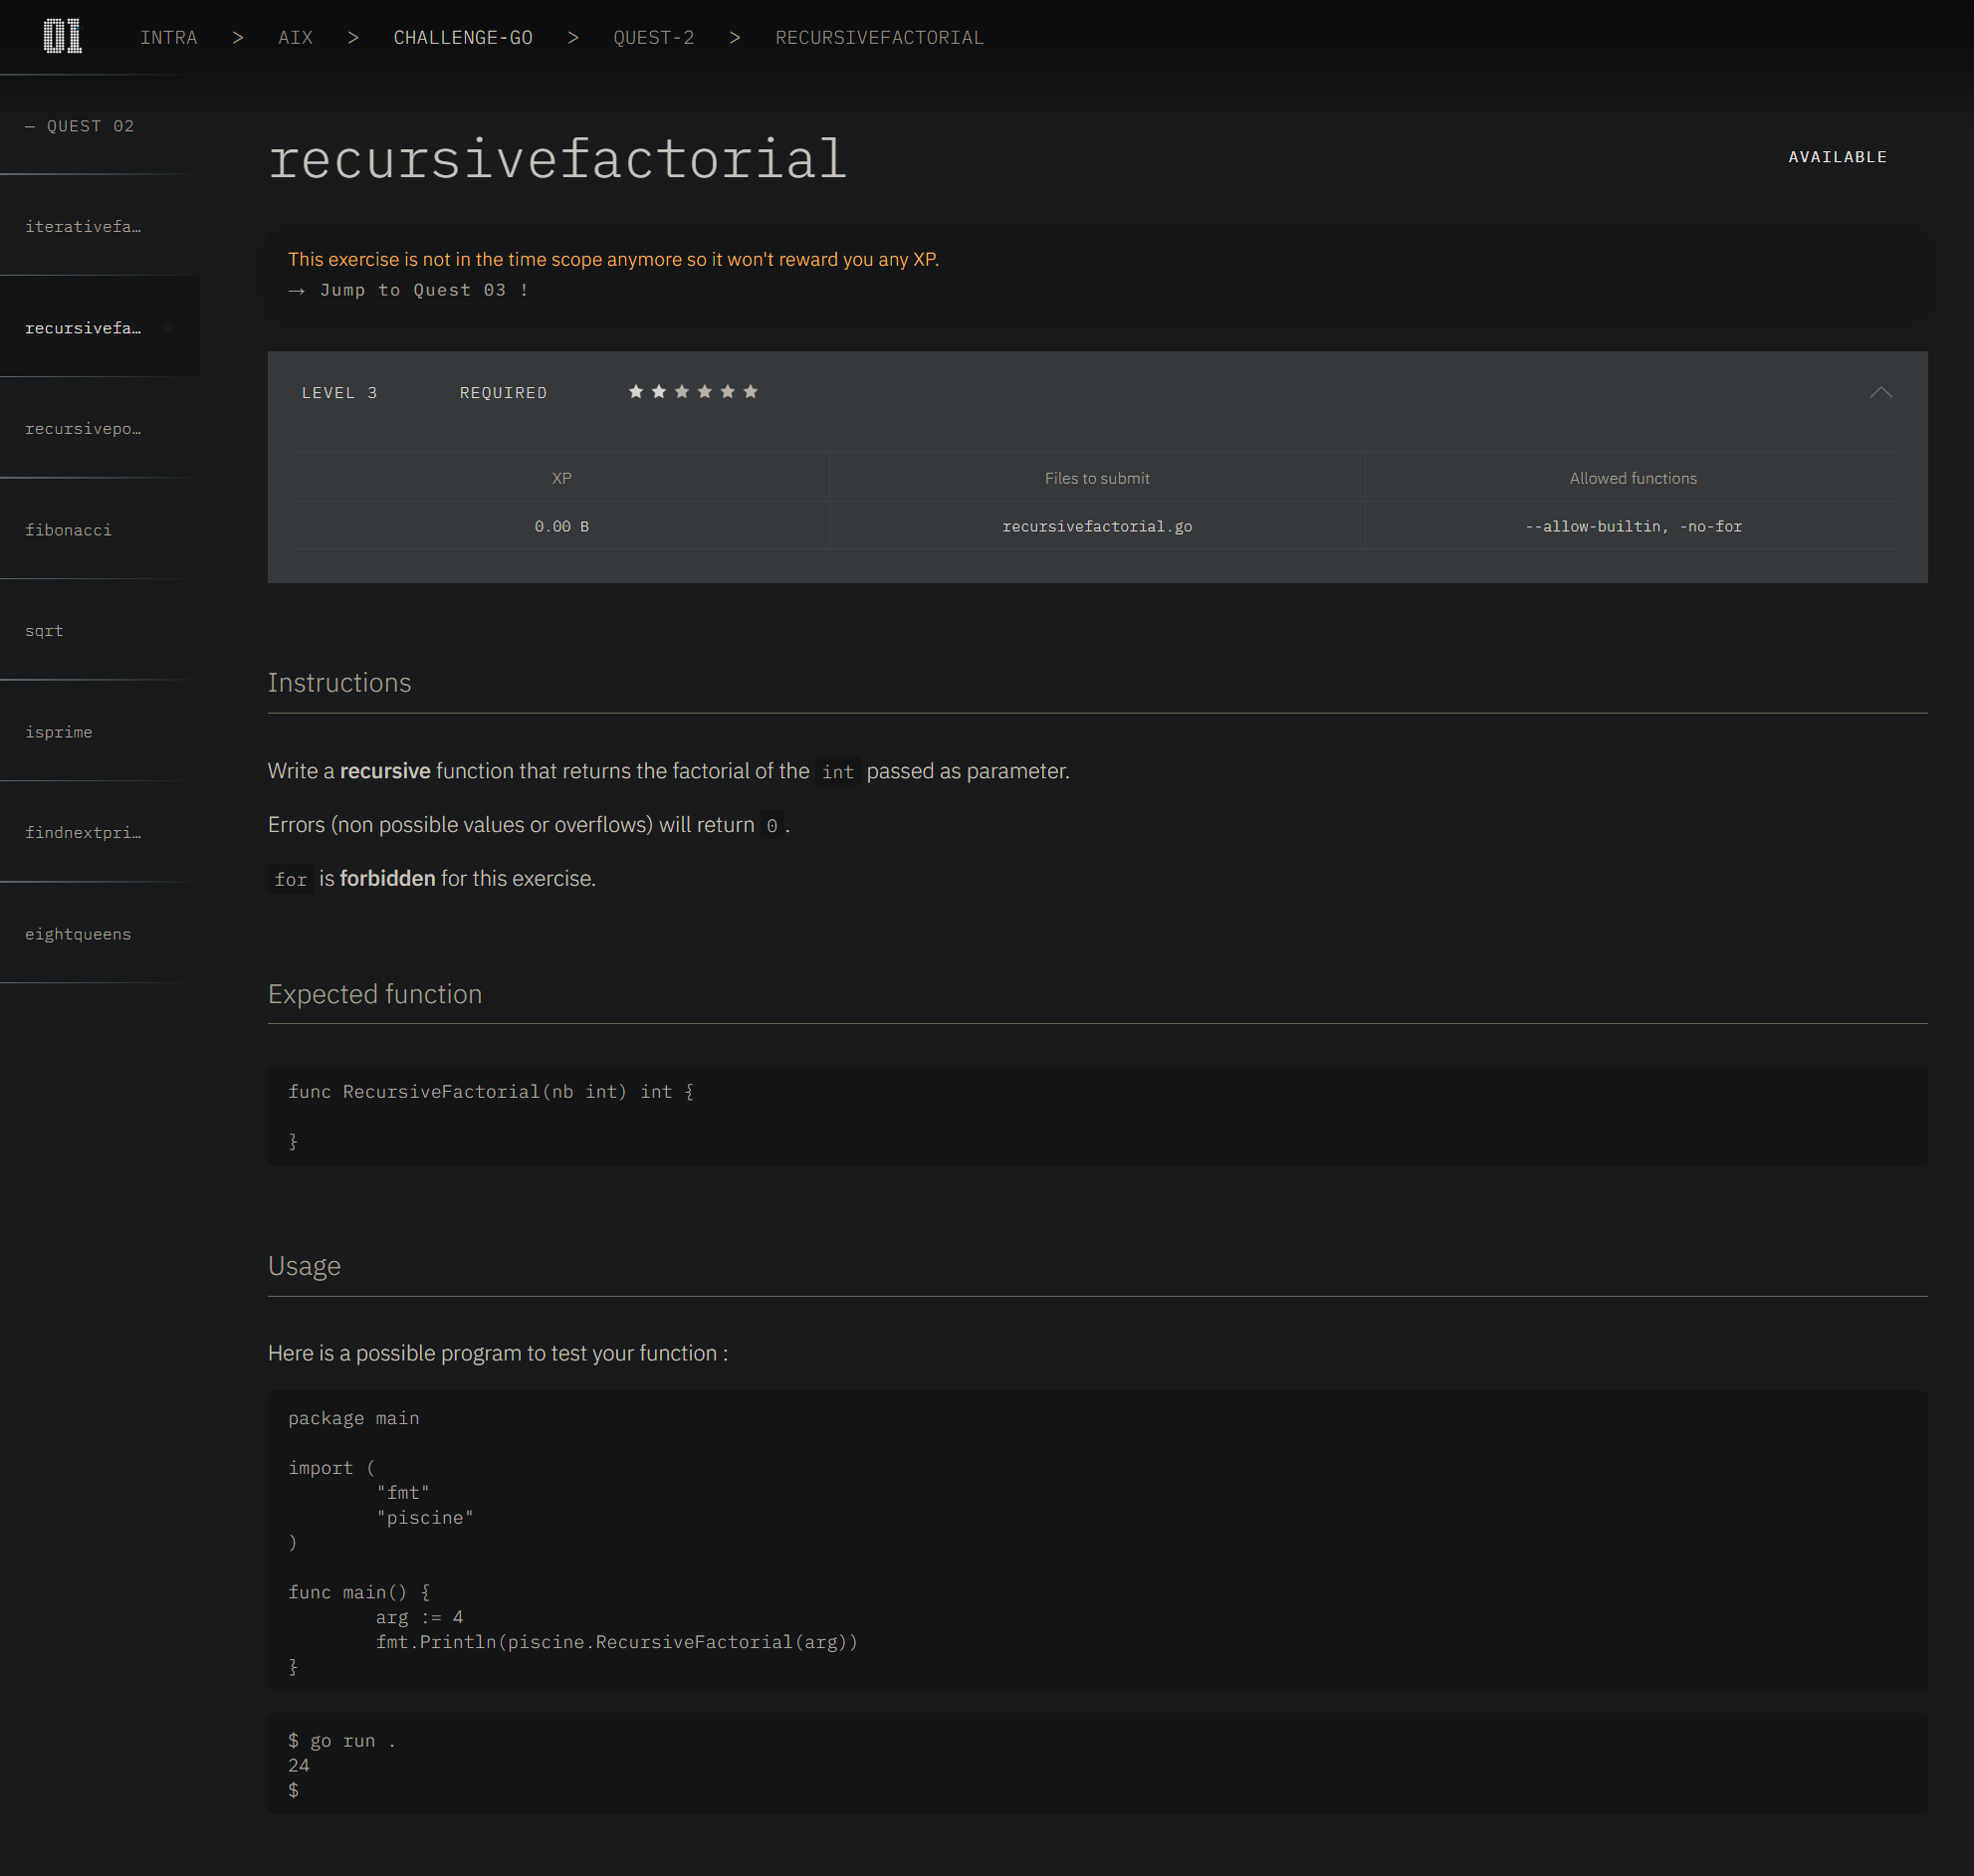 01 INTRA > AIX > CHALLENGE-GO > QUEST-2 > RECURSIVEFACTORIAL
— QUEST 02
iterativefa…
recursivefa…
recursivepo…
fibonacci
sqrt
isprime
findnextpri…
eightqueens
recursivefactorial
AVAILABLE
This exercise is not in the time scope anymore so it won't reward you any XP.
→ Jump to Quest 03 !
LEVEL 3 REQUIRED
XP Files to submit Allowed functions
0.00 B recursivefactorial.go --allow-builtin, -no-for
Instructions
Write a recursive function that returns the factorial of the int passed as parameter.
Errors (non possible values or overflows) will return 0 .
for is forbidden for this exercise.
Expected function
func RecursiveFactorial(nb int) int {
}
Usage
Here is a possible program to test your function :
package main
import (
"fmt"
"piscine"
)
func main() {
arg := 4
fmt.Println(piscine.RecursiveFactorial(arg))
}
$ go run .
24
$